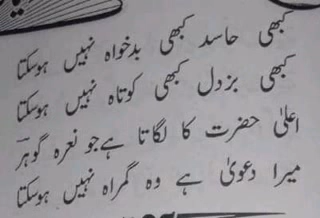 کبھی حاسد کبھی بدخواہ نہیں ہوسکتا
کبھی بزدل کبھی کوتاہ نہیں ہوسکتا
اعلیٰ حضرت کا لگاتا ہے جو نعرہ گوہرؔ
میرا دعویٰ ہے وہ گمراہ نہیں ہوسکتا